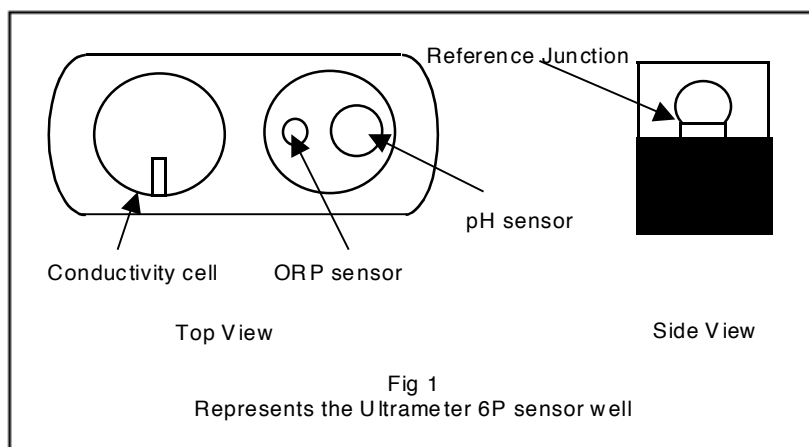 Reference Junction
pH sensor
Conductivity cell
ORP sensor
Top View
Side View
Fig 1
Represents the Ultrameter 6P sensor well